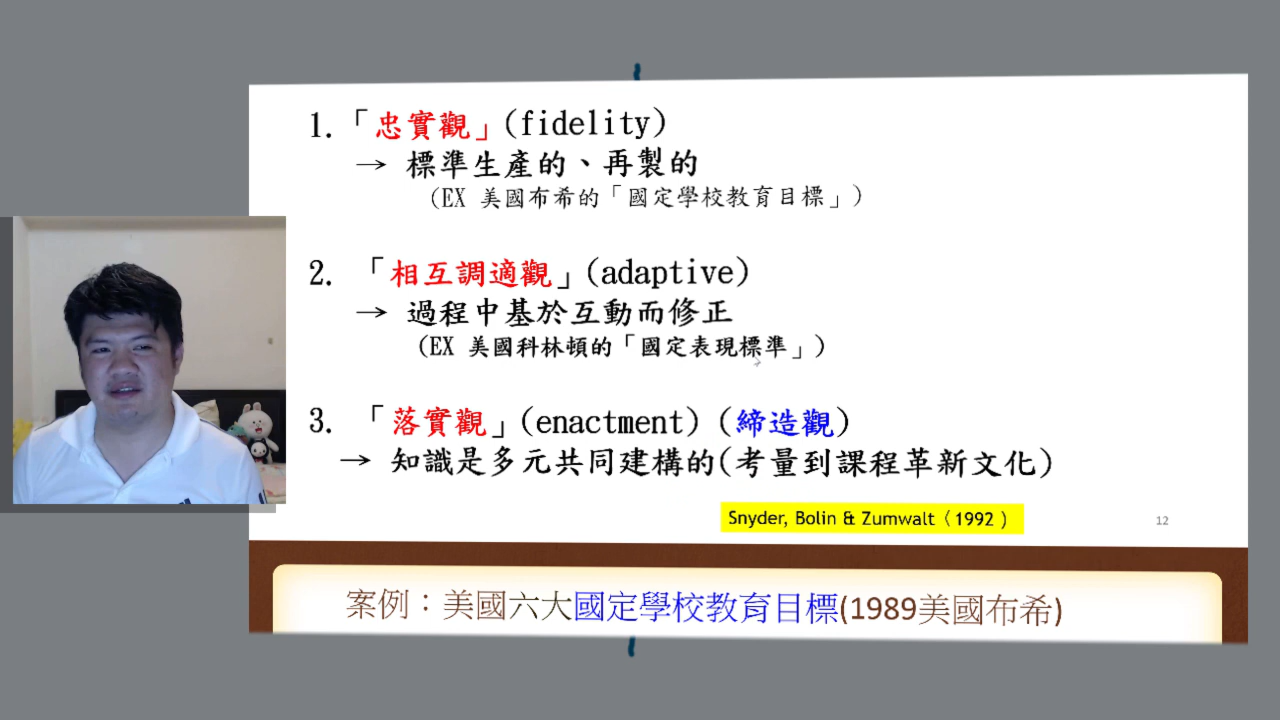 1.「忠實觀」(fidelity)
→ 標準生產的、再製的
(EX 美國布希的「國定學校教育目標」)
2. 「相互調適觀」(adaptive)
→ 過程中基於互動而修正
(EX 美國科林頓的「國定表現標準」)
3. 「落實觀」(enactment) (締造觀)
→ 知識是多元共同建構的(考量到課程革新文化)
Snyder, Bolin & Zumwalt（1992 )
12
案例：美國六大國定學校教育目標(1989美國布希)